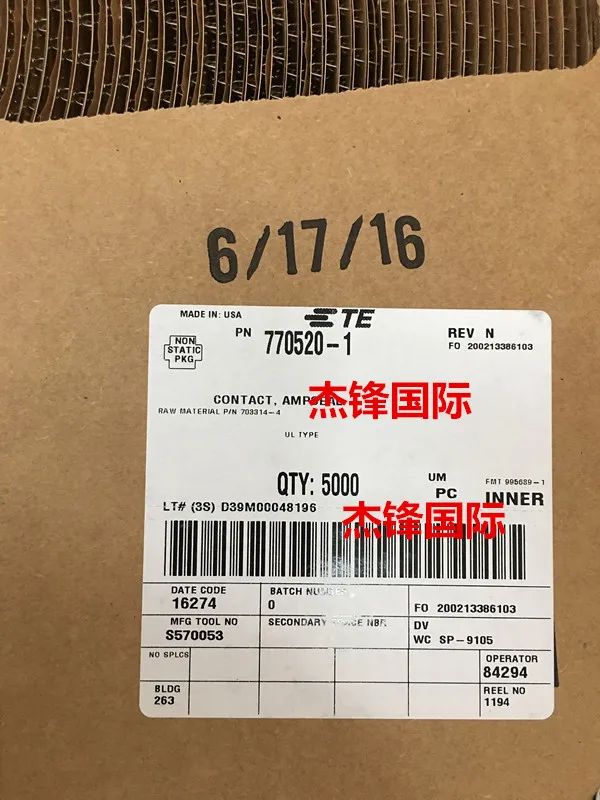 6/17/16
MADE IN: USA
TE
NON
STATIC
PKG
PN 770520-1
REV N
FO 200213386103
CONTACT, AMPSEAL
杰锋国际
RAW MATERIAL P/N 703314-4
UL TYPE
QTY: 5000
UM
PC
FMT 995689-1
INNER
LT# (3S) D39M00048196
杰锋国际
DATE CODE
16274
BATCH NUMBER
0
FO 200213386103
MFG TOOL NO
S570053
SECONDARY NBR
DV
WC SP-9105
NO SPLCS
OPERATOR
84294
BLDG
263
REEL NO
1194